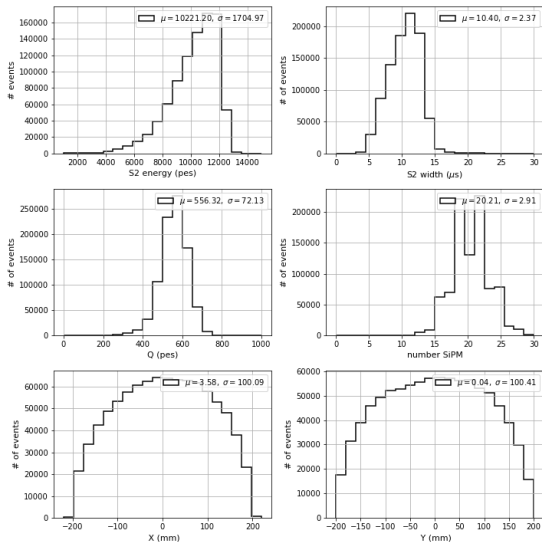 μ = 10221.20, σ = 1704.97
160000
140000
120000
100000
80000
60000
40000
20000
0
# events
2000 4000 6000 8000 10000 12000 14000
S2 energy (pes)
μ = 10.40, σ = 2.37
200000
150000
100000
50000
0
# of events
0 5 10 15 20 25 30
S2 width (μs)
μ = 556.32, σ = 72.13
250000
200000
150000
100000
50000
0
# of events
0 200 400 600 800 1000
Q (pes)
μ = 20.21, σ = 2.91
200000
150000
100000
50000
0
# of events
0 5 10 15 20 25 30
number SiPM
μ = 3.58, σ = 100.09
60000
50000
40000
30000
20000
10000
0
# of events
−200 −100 0 100 200
X (mm)
μ = 0.04, σ = 100.41
60000
50000
40000
30000
20000
10000
0
# of events
−200 −150 −100 −50 0 50 100 150 200
Y (mm)